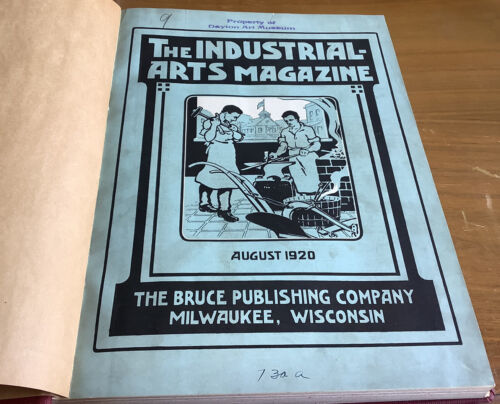 9
Property of
Dayton Art Museum
THE INDUSTRIAL-
ARTS MAGAZINE
AUGUST 1920
THE BRUCE PUBLISHING COMPANY
MILWAUKEE, WISCONSIN